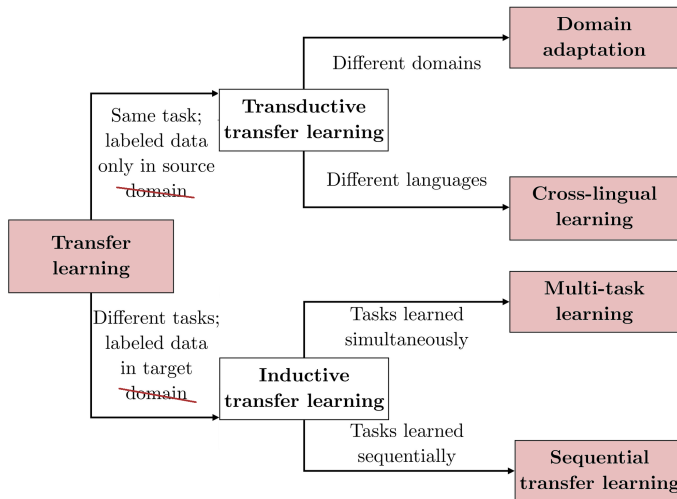 Domain
adaptation
Different domains
Transductive
transfer learning
Same task;
labeled data
only in source
domain
Different languages
Cross-lingual
learning
Transfer
learning
Multi-task
learning
Different tasks;
labeled data
in target
domain
Tasks learned
simultaneously
Inductive
transfer learning
Tasks learned
sequentially
Sequential
transfer learning